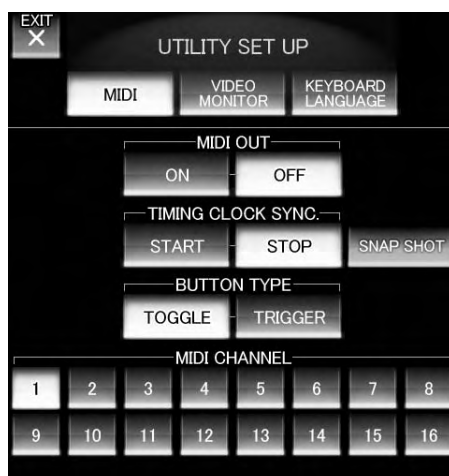 EXIT
×
UTILITY SET UP
MIDI
VIDEO MONITOR
KEYBOARD LANGUAGE
MIDI OUT
ON
OFF
TIMING CLOCK SYNC.
START
STOP
SNAP SHOT
BUTTON TYPE
TOGGLE
TRIGGER
MIDI CHANNEL
1 2 3 4 5 6 7 8
9 10 11 12 13 14 15 16